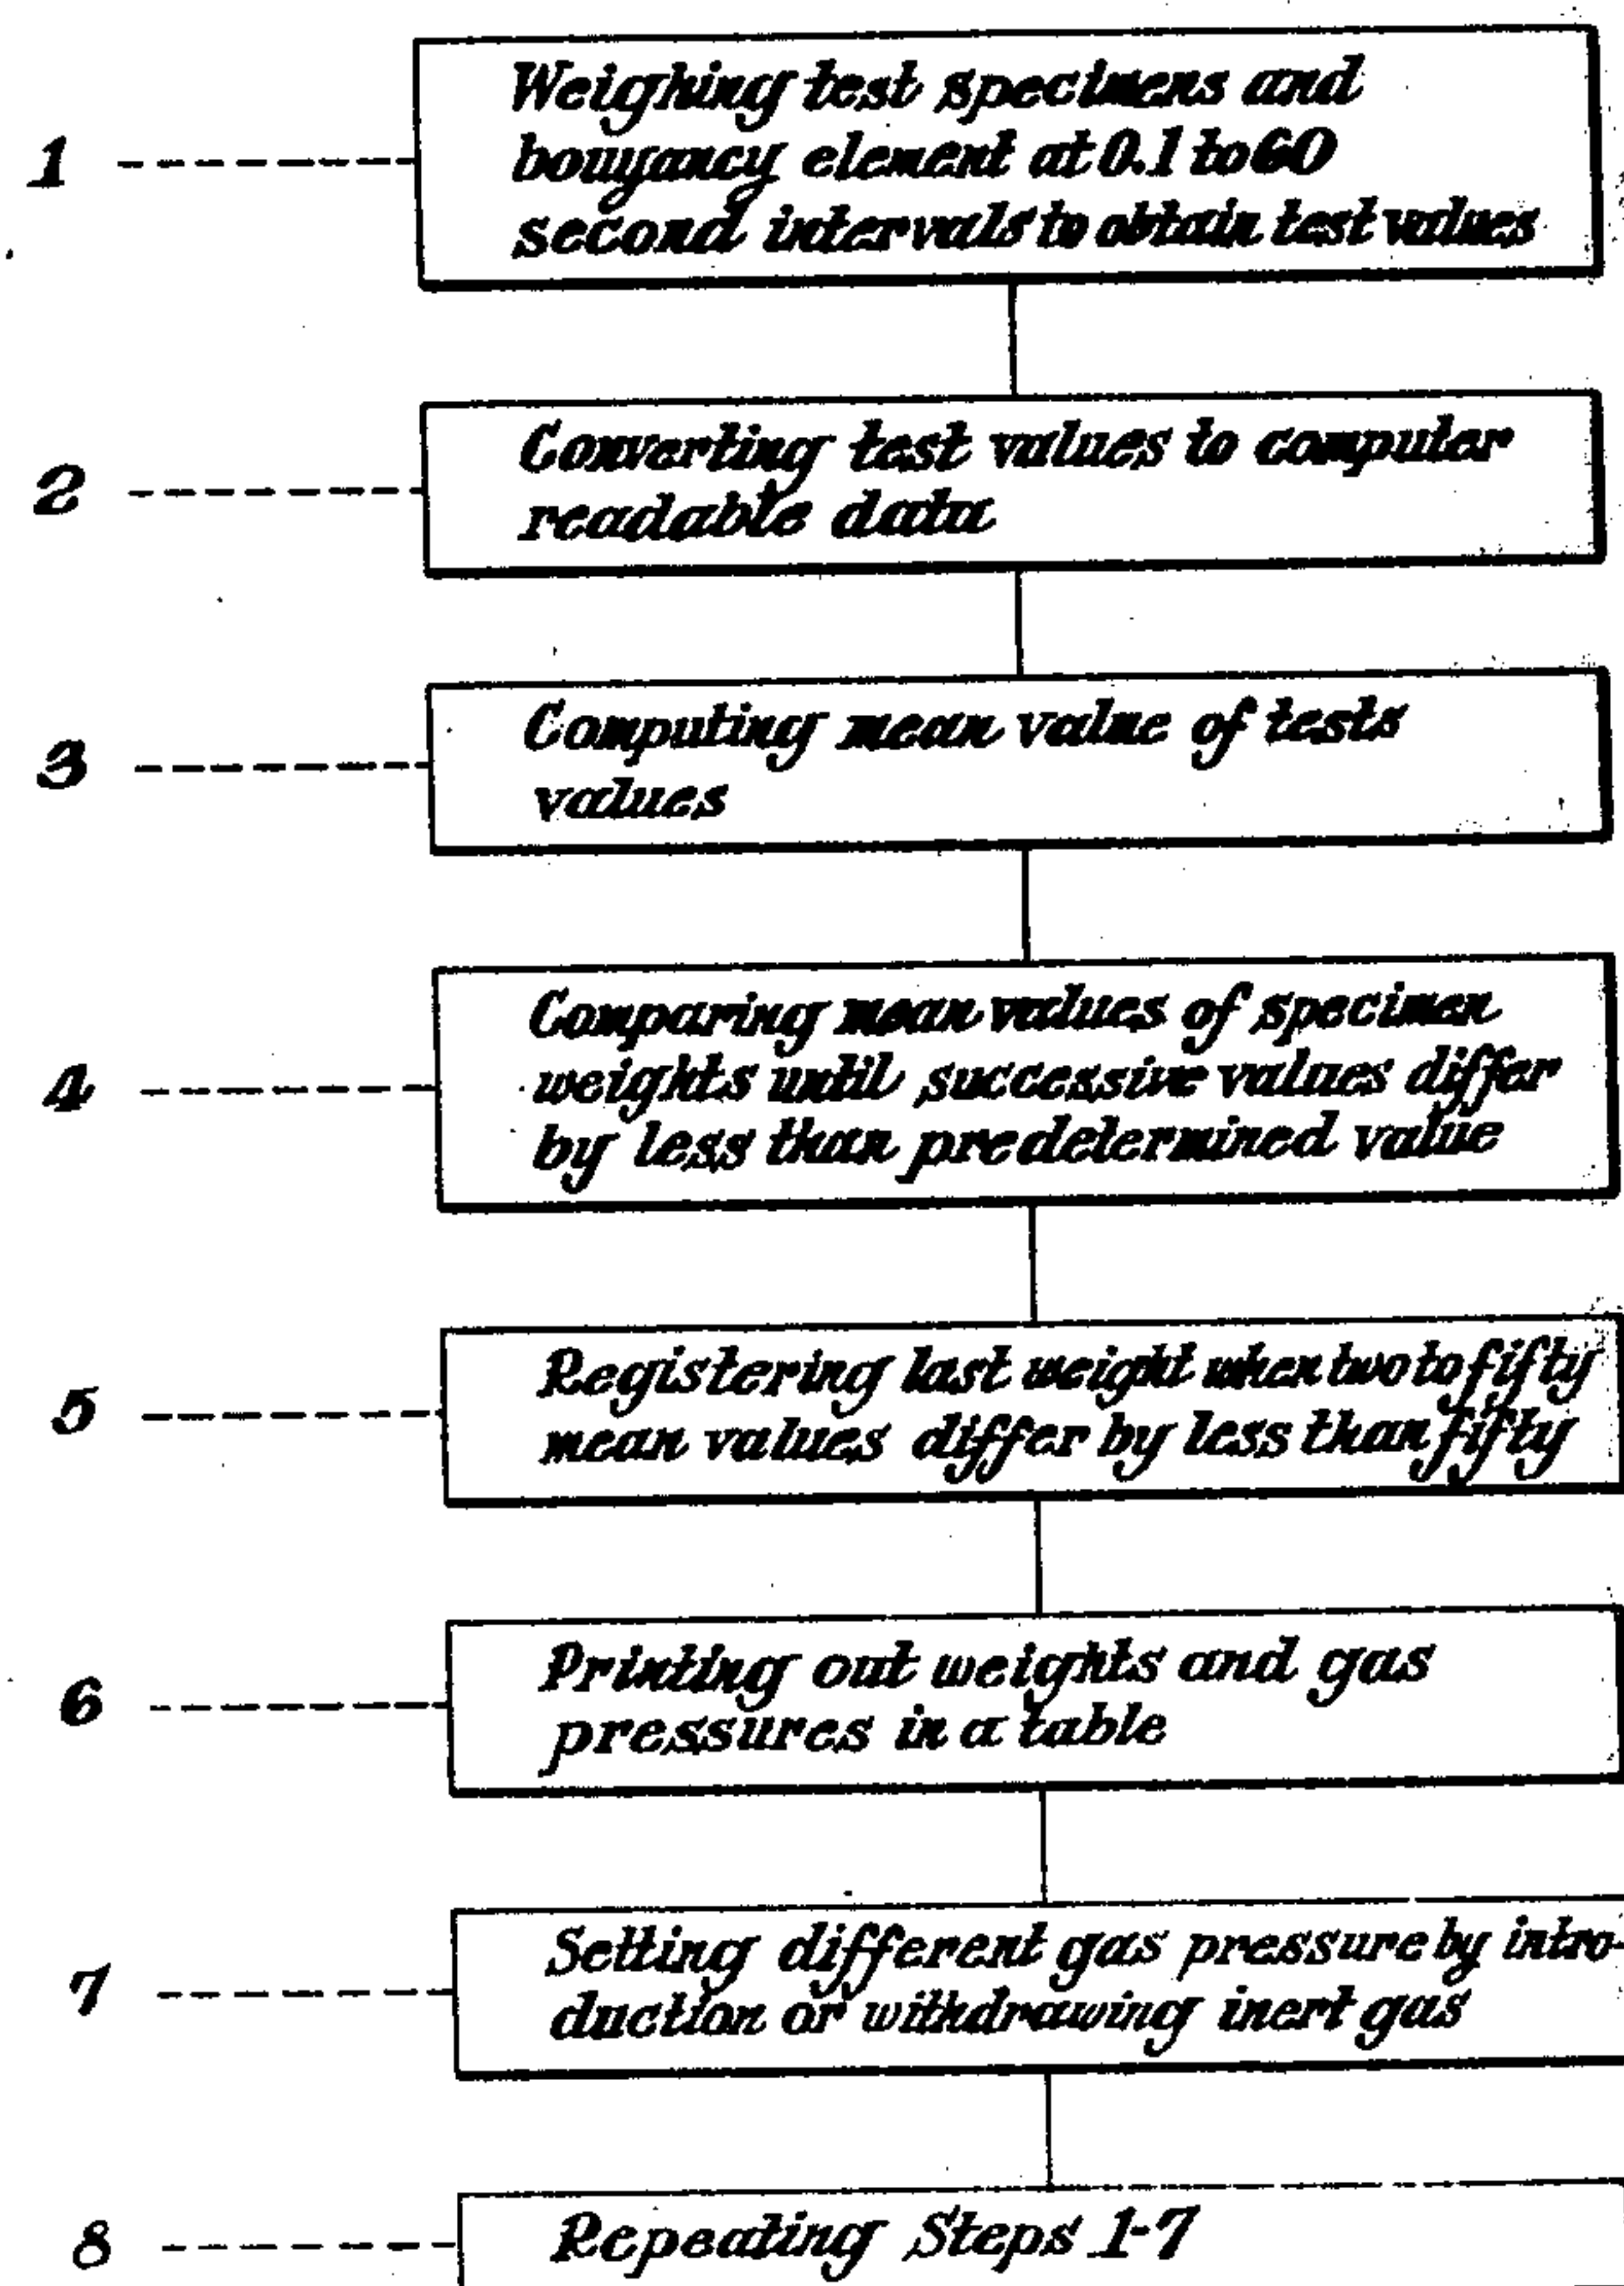 1
Weighing test specimens and
bouyancy element at 0.1 to 60
second intervals to obtain test values
2
Converting test values to computer
readable data
3
Computing mean value of tests
values
4
Comparing mean values of specimen
weights until successive values differ
by less than predetermined value
5
Registering last weight when two to fifty
mean values differ by less than fifty
6
Printing out weights and gas
pressures in a table
7
Setting different gas pressure by intro-
duction or withdrawing inert gas
8
Repeating Steps 1-7